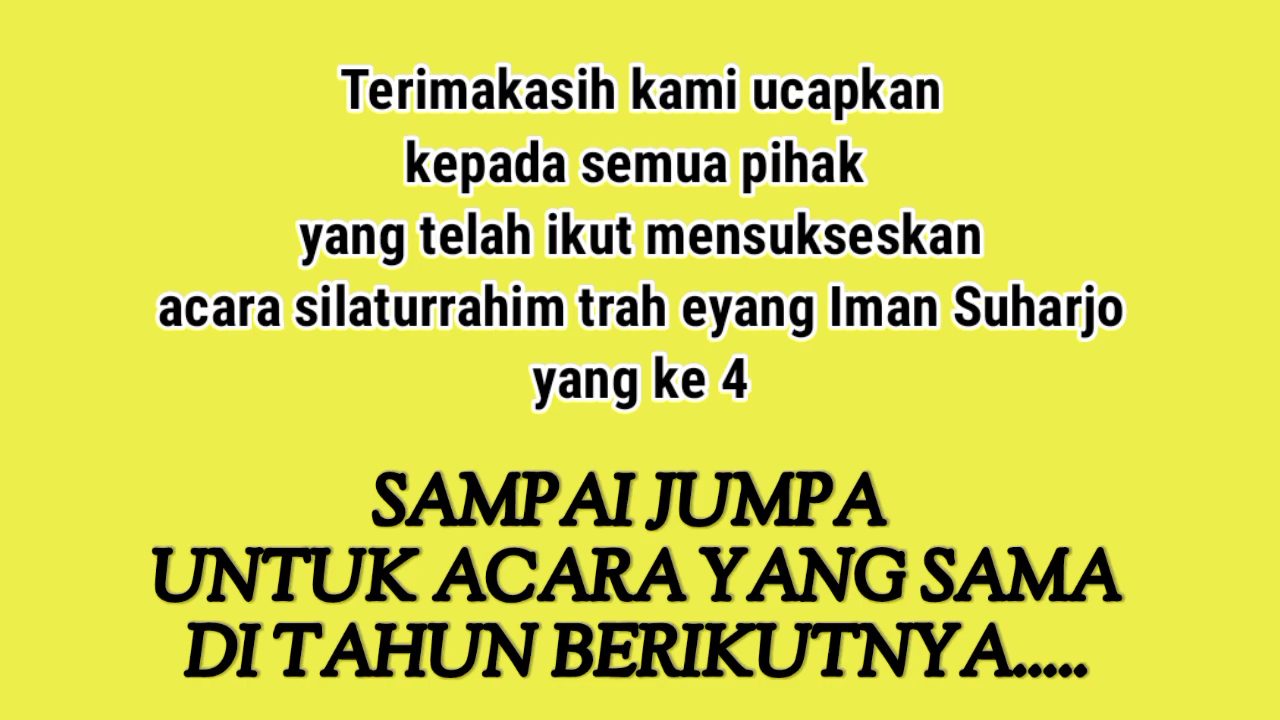 Terimakasih kami ucapkan
kepada semua pihak
yang telah ikut mensukseskan
acara silaturrahim trah eyang Iman Suharjo
yang ke 4
SAMPAI JUMPA
UNTUK ACARA YANG SAMA
DI TAHUN BERIKUTNYA.....